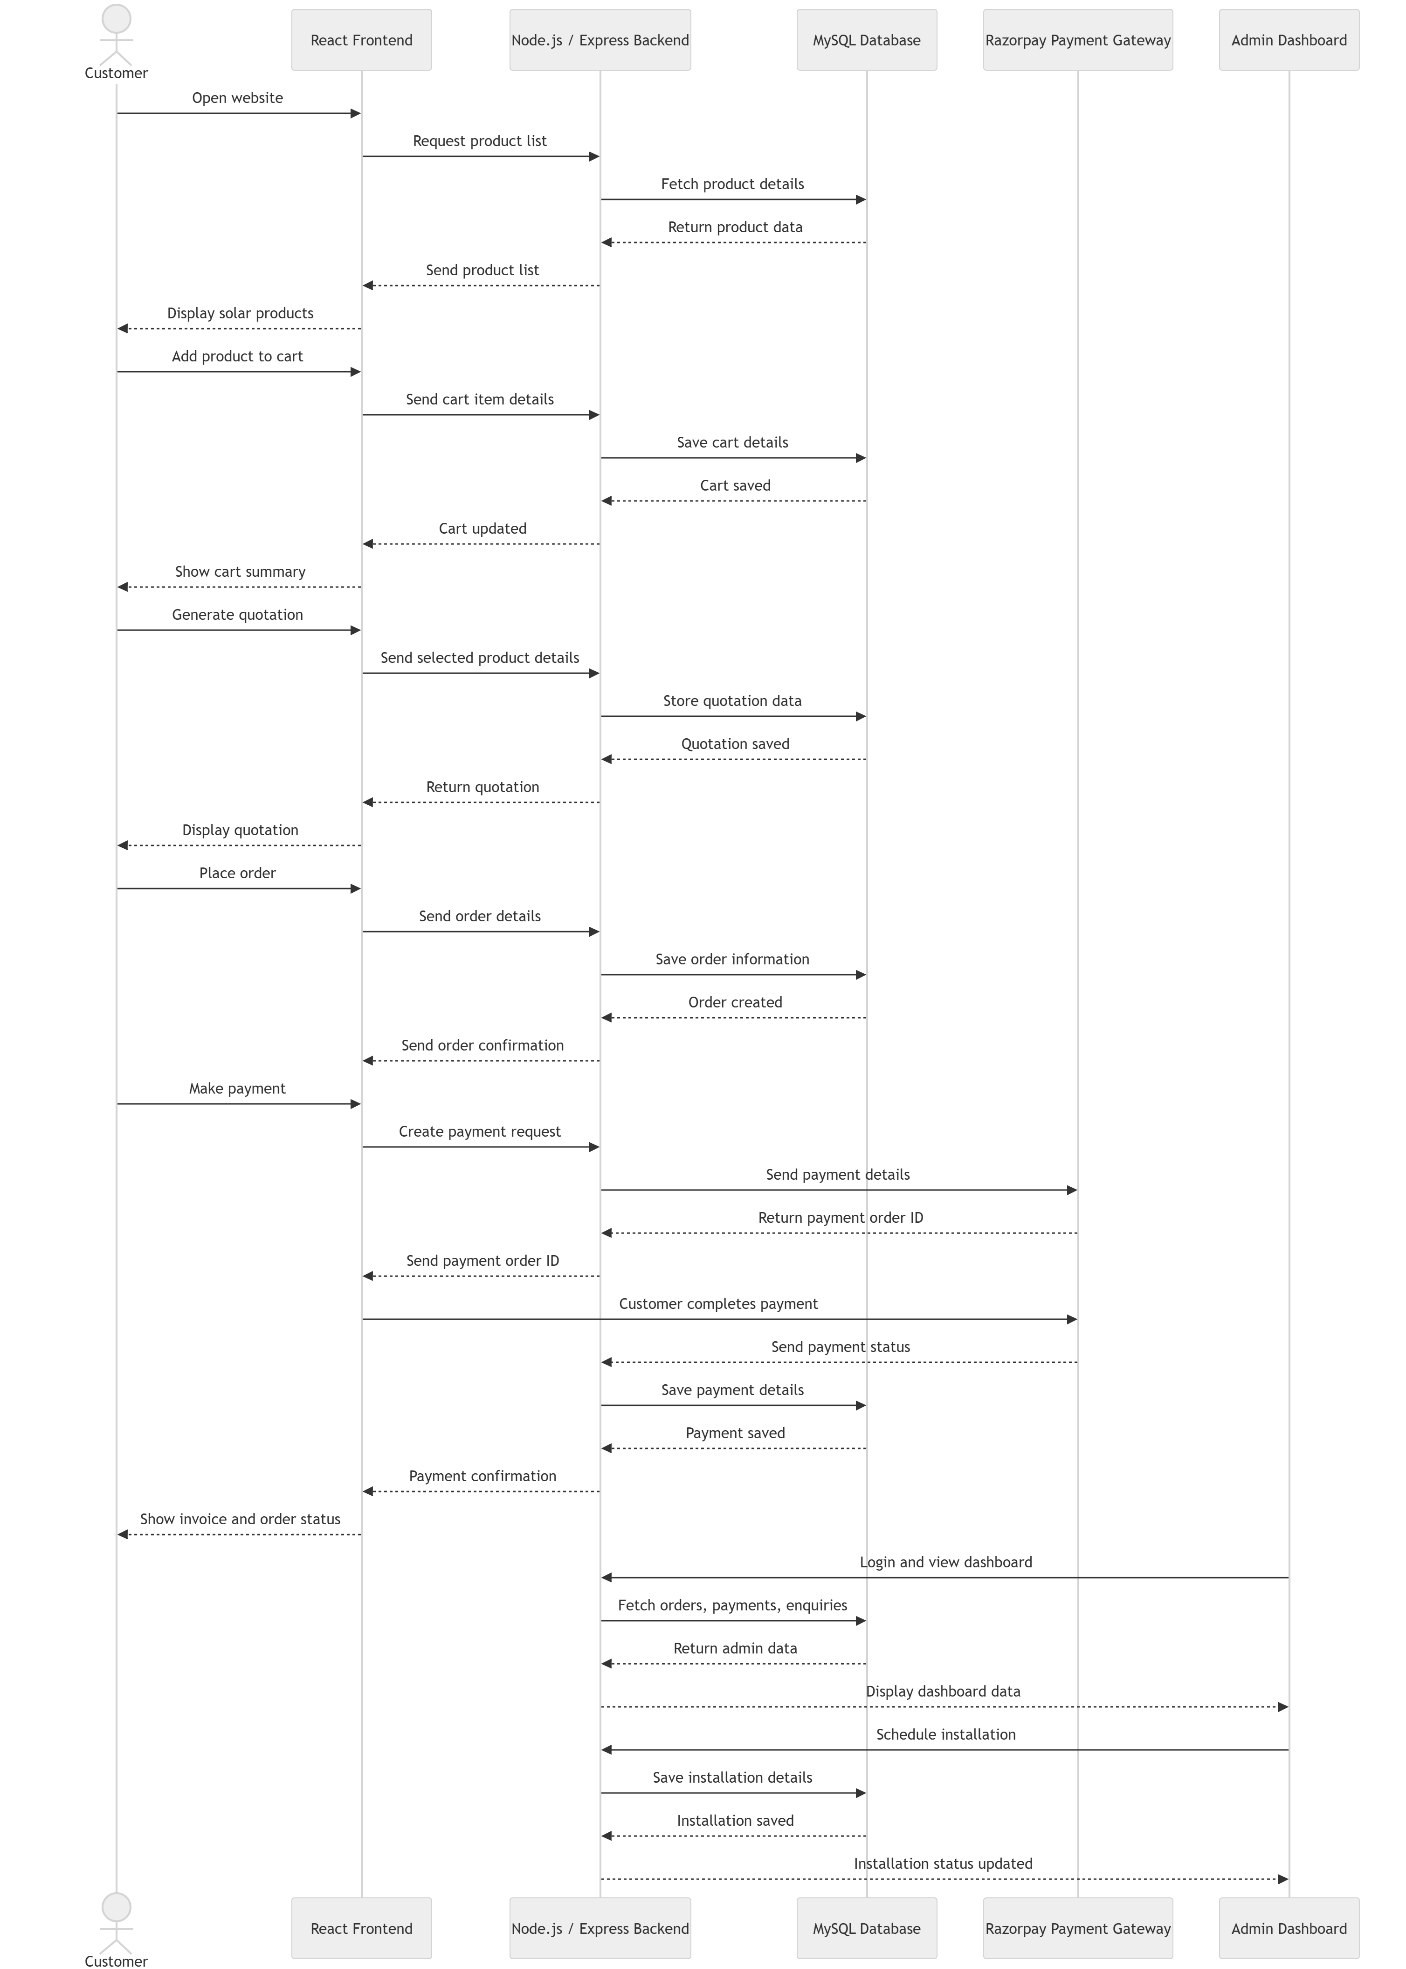 Customer
React Frontend
Node.js / Express Backend
MySQL Database
Razorpay Payment Gateway
Admin Dashboard
Open website
Request product list
Fetch product details
Return product data
Send product list
Display solar products
Add product to cart
Send cart item details
Save cart details
Cart saved
Cart updated
Show cart summary
Generate quotation
Send selected product details
Store quotation data
Quotation saved
Return quotation
Display quotation
Place order
Send order details
Save order information
Order created
Send order confirmation
Make payment
Create payment request
Send payment details
Return payment order ID
Send payment order ID
Customer completes payment
Send payment status
Save payment details
Payment saved
Payment confirmation
Show invoice and order status
Login and view dashboard
Fetch orders, payments, enquiries
Return admin data
Display dashboard data
Schedule installation
Save installation details
Installation saved
Installation status updated
Customer
React Frontend
Node.js / Express Backend
MySQL Database
Razorpay Payment Gateway
Admin Dashboard